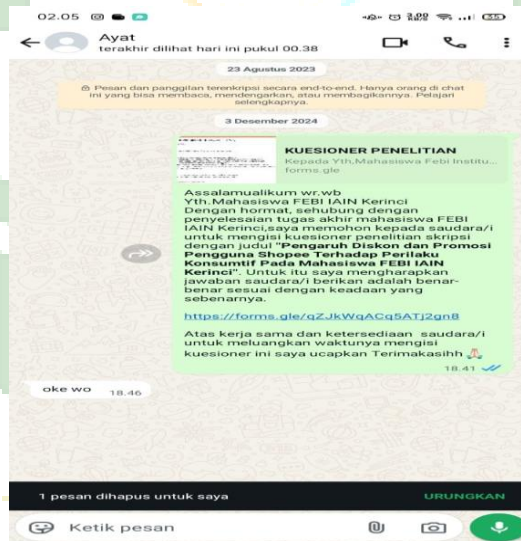 02.05
35
Ayat
terakhir dilihat hari ini pukul 00.38
23 Agustus 2023
Pesan dan panggilan terenkripsi secara end-to-end. Hanya orang di chat
ini yang bisa membaca, mendengarkan, atau membagikannya. Pelajari
selengkapnya.
3 Desember 2024
KUESIONER PENELITIAN
Kepada Yth,Mahasiswa Febi Institu...
forms.gle
Assalamualikum wr.wb
Yth.Mahasiswa FEBI IAIN Kerinci
Dengan hormat, sehubung dengan
penyelesaian tugas akhir mahasiswa FEBI
IAIN Kerinci,saya memohon kepada saudara/i
untuk mengisi kuesioner penelitian skripsi
dengan judul "Pengaruh Diskon dan Promosi
Pengguna Shopee Terhadap Perilaku
Konsumtif Pada Mahasiswa FEBI IAIN
Kerinci". Untuk itu saya mengharapkan
jawaban saudara/i berikan adalah benar-
benar sesuai dengan keadaan yang
sebenarnya.
https://forms.gle/qZJkWqACq5ATj2gn8
Atas kerja sama dan ketersediaan saudara/i
untuk meluangkan waktunya mengisi
kuesioner ini saya ucapkan Terimakasihh
18.41
oke wo 18.46
1 pesan dihapus untuk saya URUNGKAN
Ketik pesan